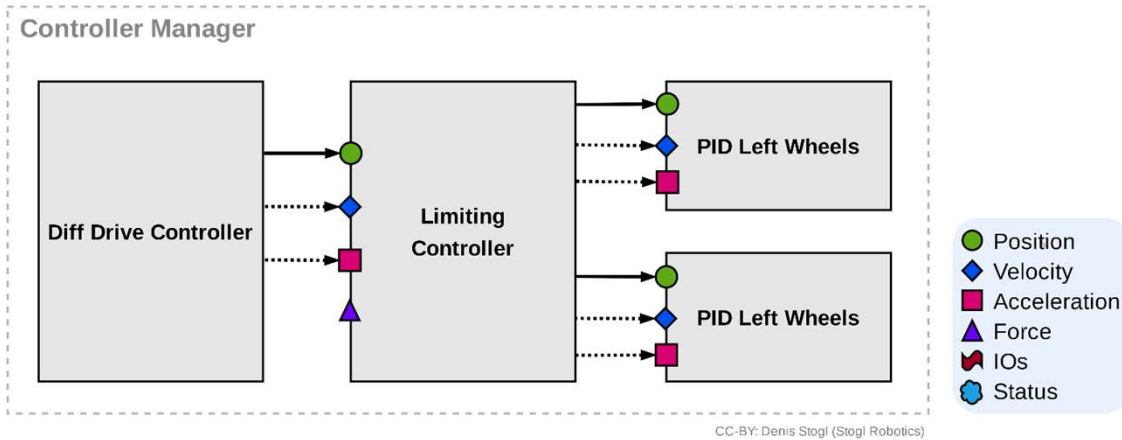 Controller Manager
Diff Drive Controller
Limiting
Controller
PID Left Wheels
PID Left Wheels
Position
Velocity
Acceleration
Force
IOs
Status
CC-BY: Denis Stogl (Stogl Robotics)